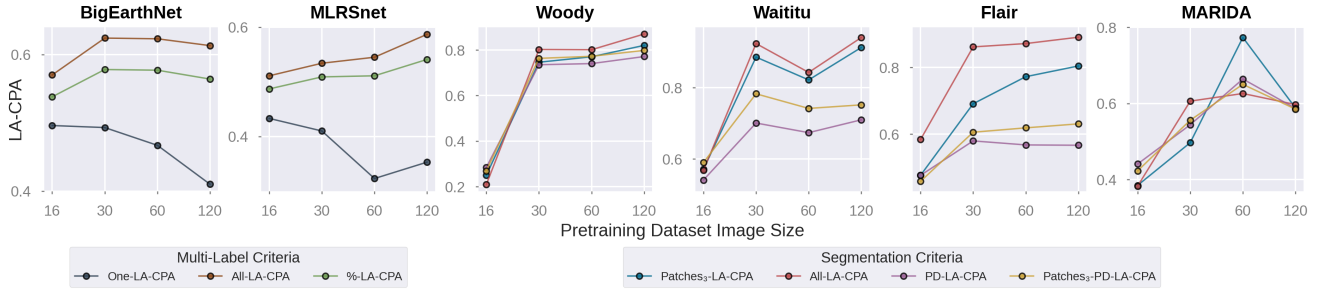 BigEarthNet MLRSnet Woody Waititu Flair MARIDA
LA-CPA
0.6
0.4
16 30 60 120
0.6
0.4
16 30 60 120
0.8
0.6
0.4
0.2
16 30 60 120
0.8
0.6
16 30 60 120
0.8
0.6
16 30 60 120
0.8
0.6
0.4
16 30 60 120
Pretraining Dataset Image Size
Multi-Label Criteria
One-LA-CPA All-LA-CPA %-LA-CPA
Segmentation Criteria
Patches₃-LA-CPA All-LA-CPA PD-LA-CPA Patches₃-PD-LA-CPA